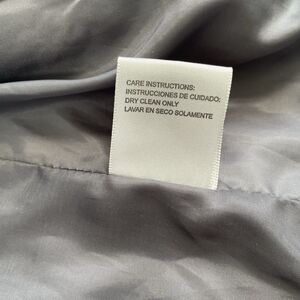 CARE INSTRUCTIONS:
INSTRUCCIONES DE CUIDADO:
DRY CLEAN ONLY
LAVAR EN SECO SOLAMENTE